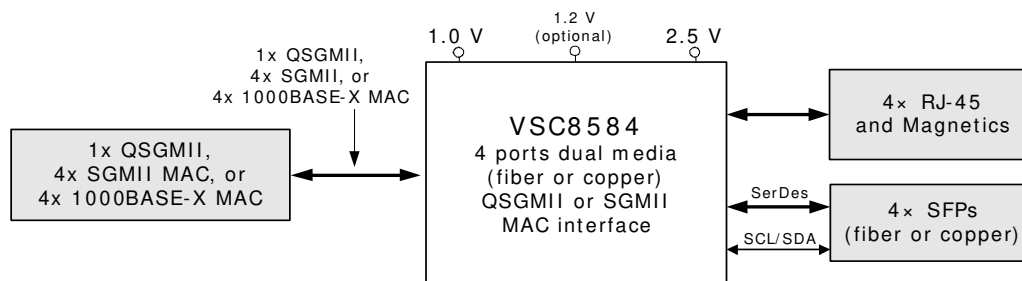 1.2 V
(optional)
1.0 V
2.5 V
1x QSGMII,
4x SGMII, or
4x 1000BASE-X MAC
1x QSGMII,
4x SGMII MAC, or
4x 1000BASE-X MAC
VSC8584
4 ports dual media
(fiber or copper)
QSGMII or SGMII
MAC interface
4× RJ-45
and Magnetics
SerDes
4× SFPs
(fiber or copper)
SCL/SDA